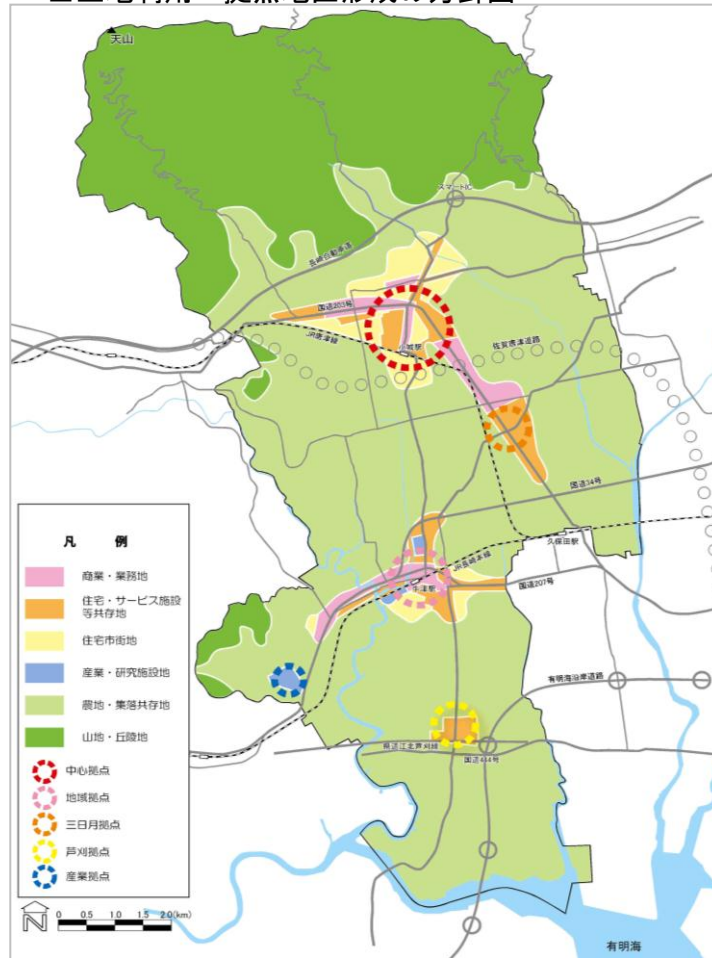 天山
スマートIC
長崎自動車道
国道203号
JR唐津線
小城駅
佐賀唐津道路
国道34号
久保田駅
JR長崎本線
牛津駅
国道207号
有明海沿岸道路
県道江北芦刈線
国道444号
有明海
凡 例
商業・業務地
住宅・サービス施設
等共存地
住宅市街地
産業・研究施設地
農地・集落共存地
山地・丘陵地
中心拠点
地域拠点
三日月拠点
芦刈拠点
産業拠点
N
0 0.5 1.0 1.5 2.0(km)